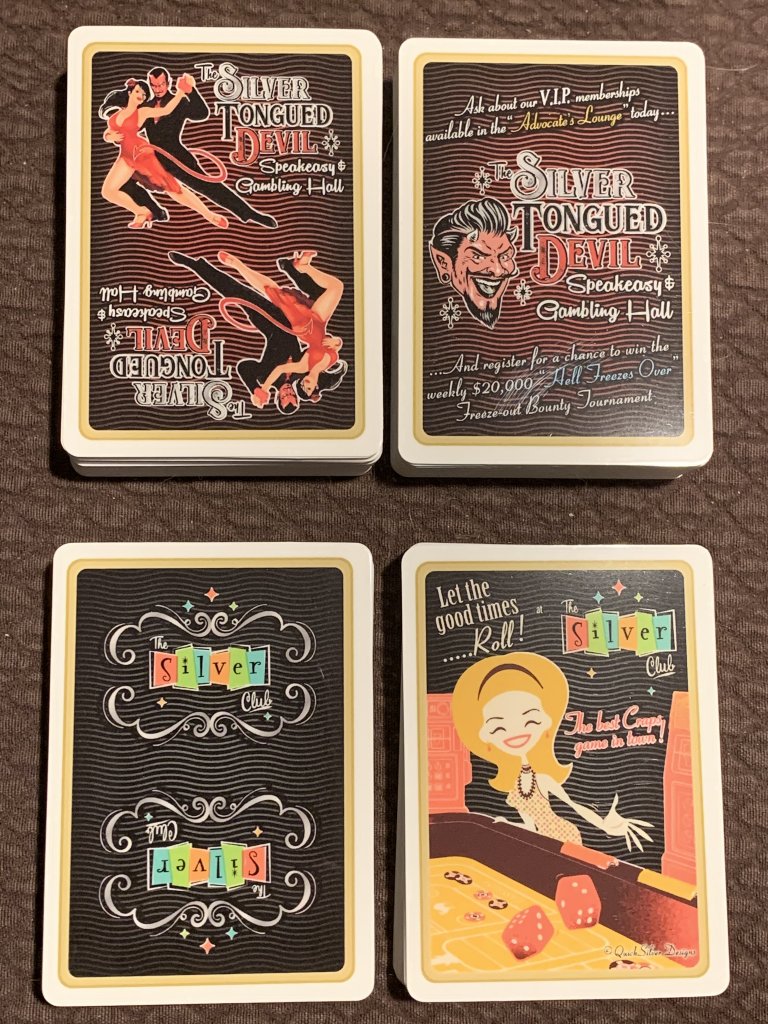 The
SILVER
TONGUED
DEVIL
Speakeasy &
Gambling Hall
The
SILVER
TONGUED
DEVIL
Speakeasy &
Gambling Hall
Ask about our V.I.P. memberships
available in the "Advocate's Lounge" today...
The
SILVER
TONGUED
DEVIL
Speakeasy &
Gambling Hall
...And register for a chance to win the
weekly $20,000 "Hell Freezes Over"
Freeze-out Bounty Tournament
The
Silver
Club
The
Silver
Club
Let the
good times
.....Roll!
at
The
Silver
Club
The best Craps
game in town!
© QuickSilver Designs